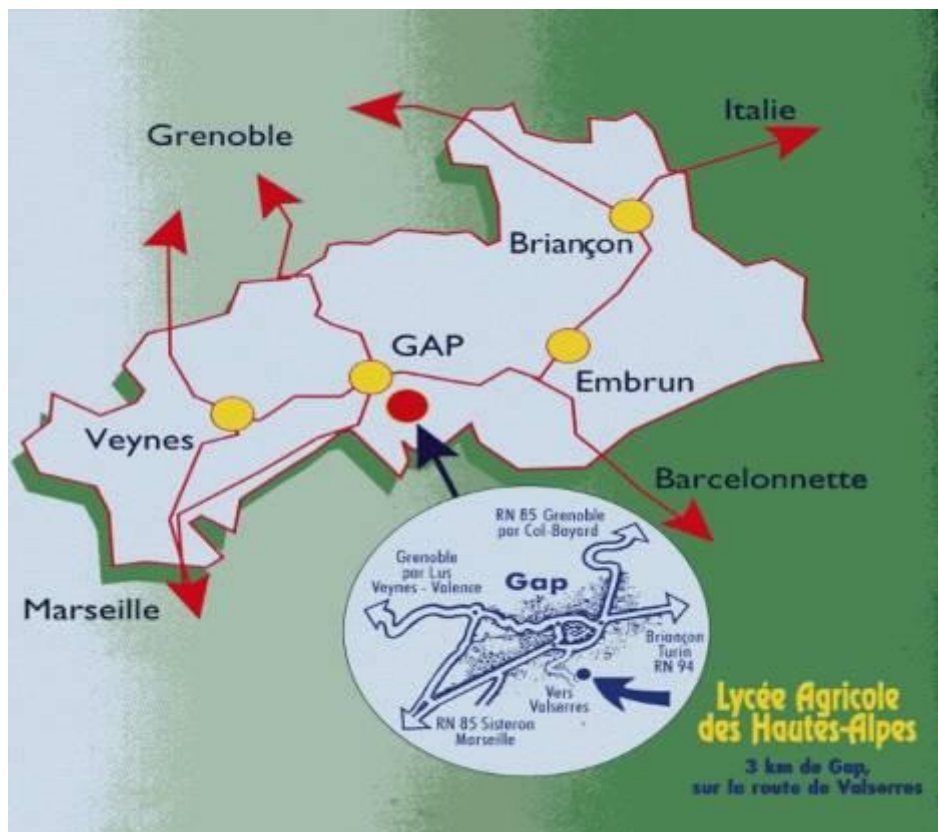 Italie
Grenoble
Briançon
GAP
Embrun
Veynes
Barcelonnette
Marseille
RN 85 Grenoble
par Col-Bayard
Grenoble
par Lus
Veynes - Valence
Gap
Briançon
Turin
RN 94
Vers
Valserres
RN 85 Sisteron
Marseille
Lycée Agricole
des Hautes-Alpes
3 km de Gap,
sur la route de Valserres